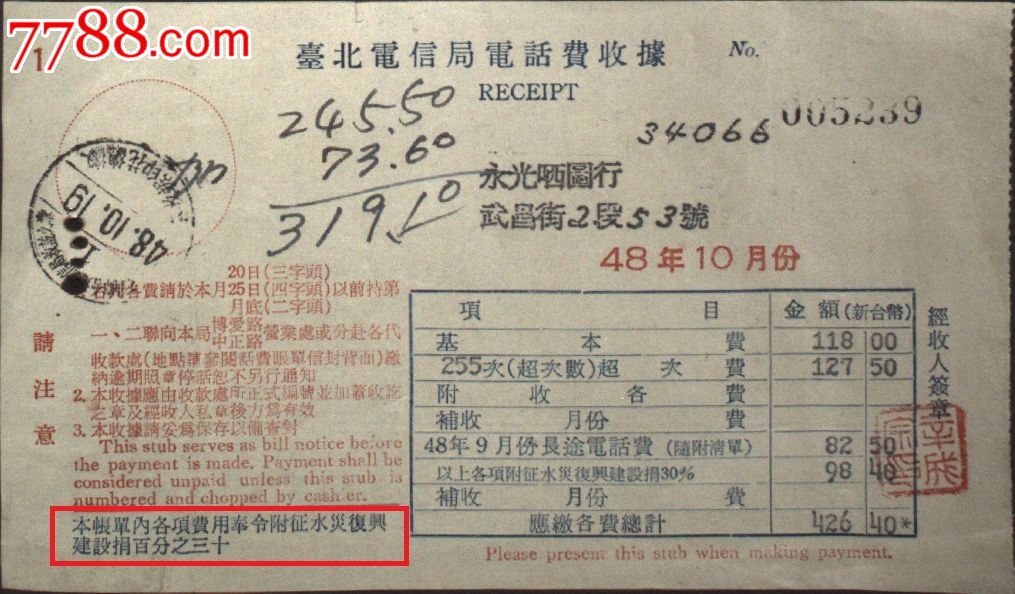 7788.com
1
臺北電信局電話費收據
No.
RECEIPT
005239
34066
245.50
73.60
319.10
永光晒圖行
武昌街2段53號
48.10.19
48年10月份
請注意
20日(三字頭)
1. 右列各費請於本月25日(四字頭)以前持第
月底(二字頭)
博愛路
一、二聯向本局 營業處或分赴各代
中正路
收款處(地點詳參閱話費賬單信封背面)繳
納逾期照章停話恕不另行通知
2. 本收據應由收款處所正式編號並加蓋收訖
之章及經收人私章後方爲有效
3. 本收據請妥爲保存以備查對
This stub serves as bill notice before
the payment is made. Payment shall be
considered unpaid unless this stub is
numbered and chopped by cashier.
本帳單內各項費用奉令附征水災復興
建設捐百分之三十
項 目 金額(新台幣)
基本費 118 00
255次(超次數)超 次費 127 50
附收各費
補收 月份 費
48年9月份長途電話費(隨附清單) 82 50
以上各項附征水災復興建設捐30% 98 40
補收 月份 費
應繳各費總計 426 40*
經收人簽章
Please present this stub when making payment.